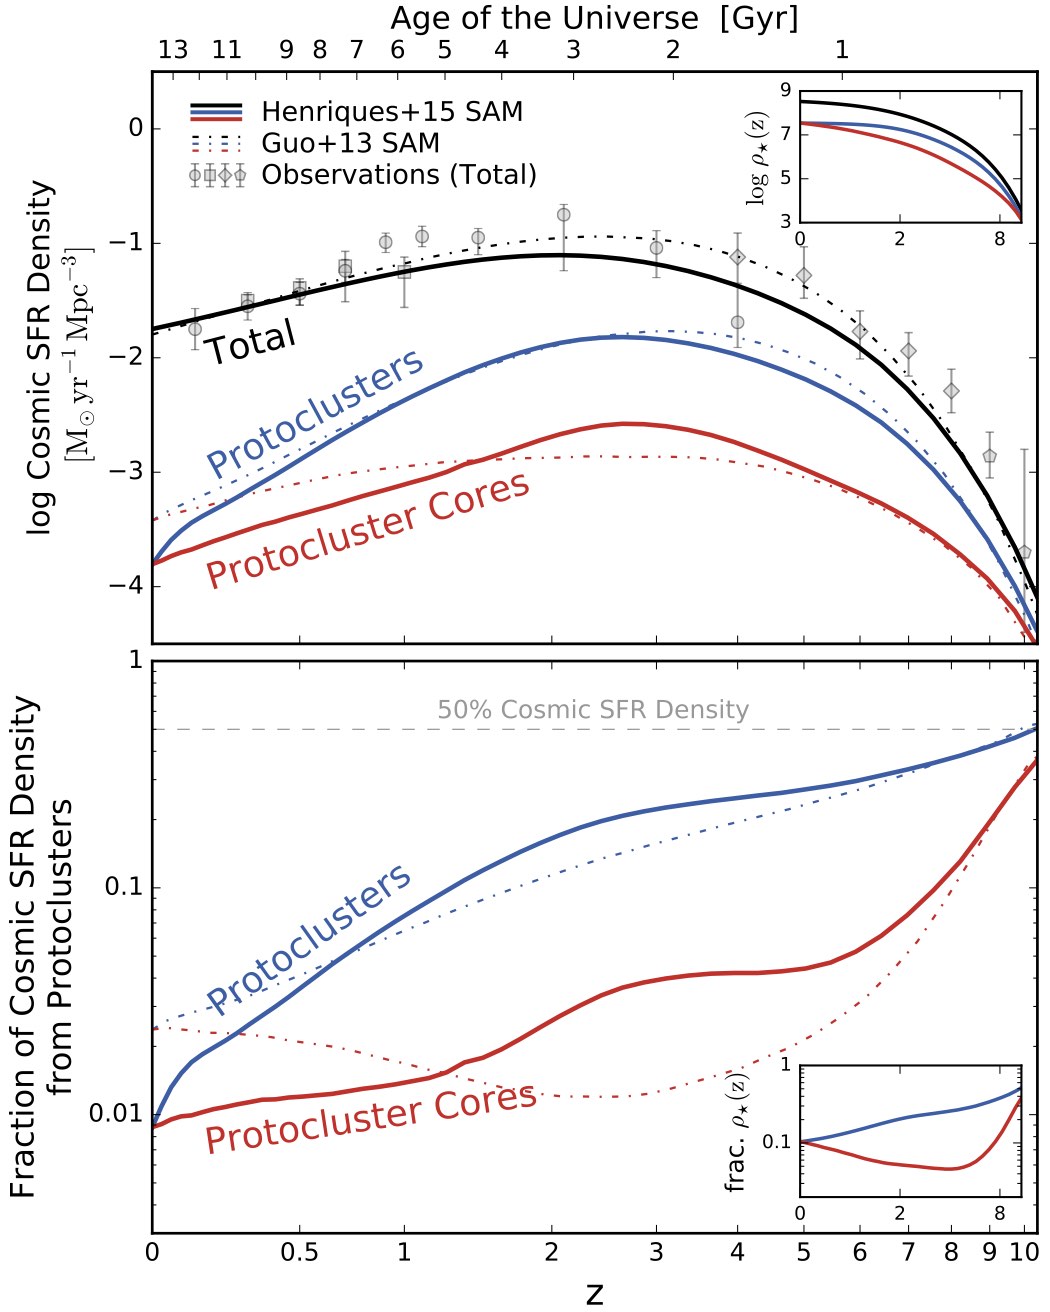 Age of the Universe [Gyr]
13 11 9 8 7 6 5 4 3 2 1
Henriques+15 SAM
Guo+13 SAM
Observations (Total)
log Cosmic SFR Density
[M⊙ yr⁻¹ Mpc⁻³]
0
−1
−2
−3
−4
log ρ⋆(z)
9
7
5
3
0 2 8
Total
Protoclusters
Protocluster Cores
Fraction of Cosmic SFR Density
from Protoclusters
1
0.1
0.01
50% Cosmic SFR Density
Protoclusters
Protocluster Cores
frac. ρ⋆(z)
1
0.1
0 2 8
0 0.5 1 2 3 4 5 6 7 8 9 10
z